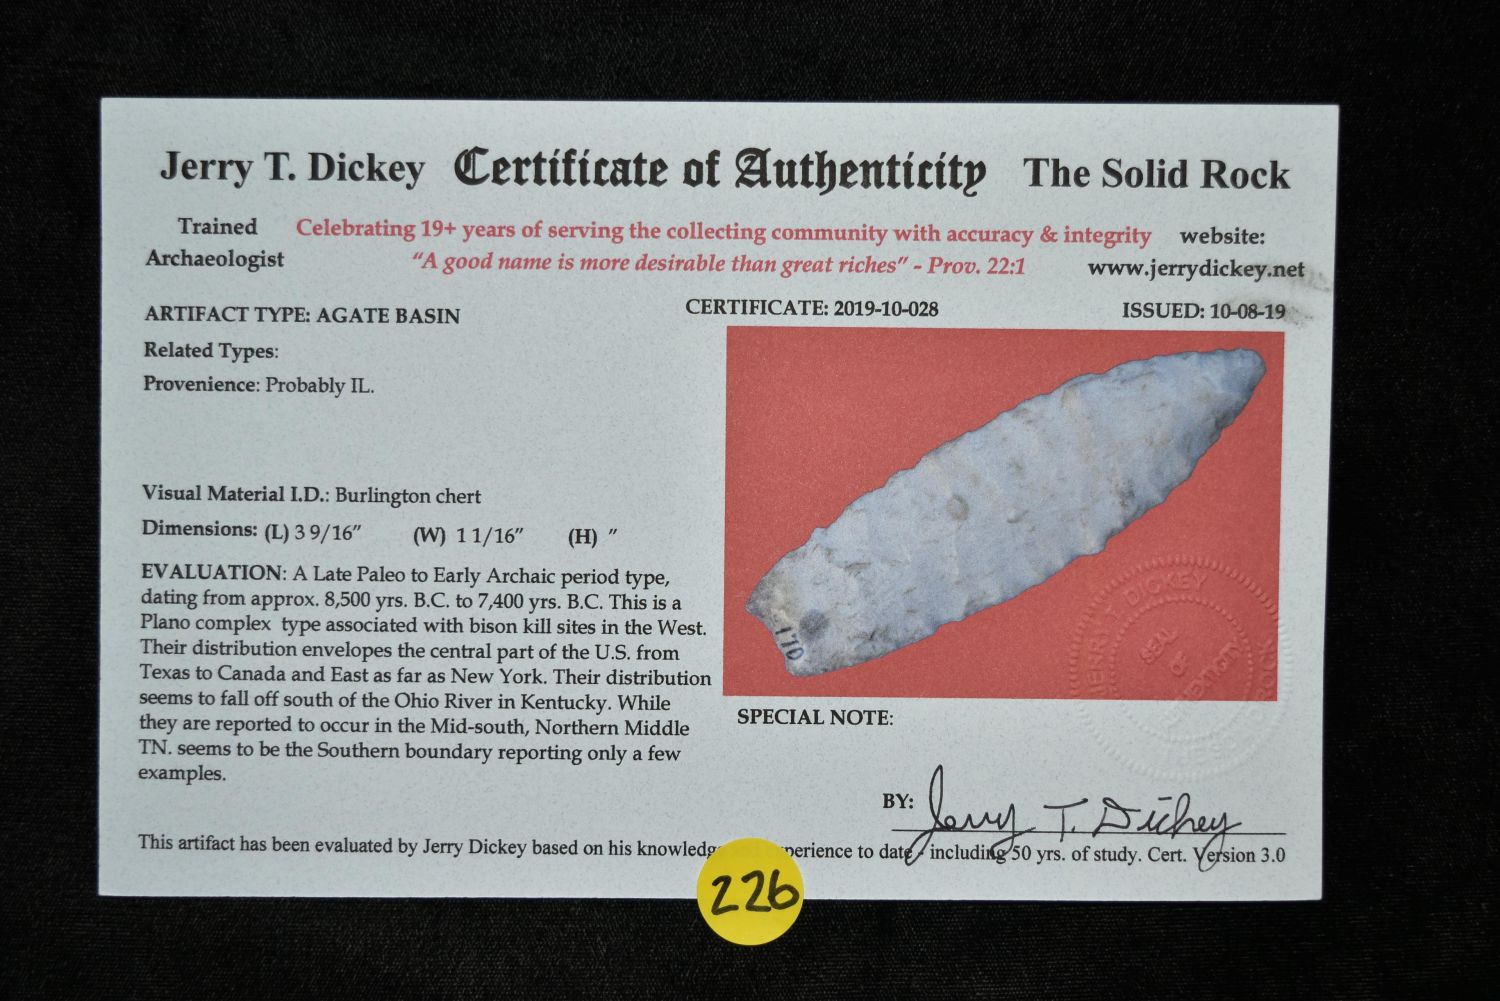 Jerry T. Dickey Certificate of Authenticity The Solid Rock
Trained Archaeologist
Celebrating 19+ years of serving the collecting community with accuracy & integrity
"A good name is more desirable than great riches" - Prov. 22:1
website:
www.jerrydickey.net
ARTIFACT TYPE: AGATE BASIN
CERTIFICATE: 2019-10-028
ISSUED: 10-08-19
Related Types:
Provenience: Probably IL.
Visual Material I.D.: Burlington chert
Dimensions: (L) 3 9/16" (W) 1 1/16" (H) "
EVALUATION: A Late Paleo to Early Archaic period type,
dating from approx. 8,500 yrs. B.C. to 7,400 yrs. B.C. This is a
Plano complex type associated with bison kill sites in the West.
Their distribution envelopes the central part of the U.S. from
Texas to Canada and East as far as New York. Their distribution
seems to fall off south of the Ohio River in Kentucky. While
they are reported to occur in the Mid-south, Northern Middle
TN. seems to be the Southern boundary reporting only a few
examples.
170
JERRY DICKEY
SEAL
SPECIAL NOTE:
BY: Jerry T. Dickey
This artifact has been evaluated by Jerry Dickey based on his experience to date - including 50 yrs. of study. Cert. Version 3.0
226